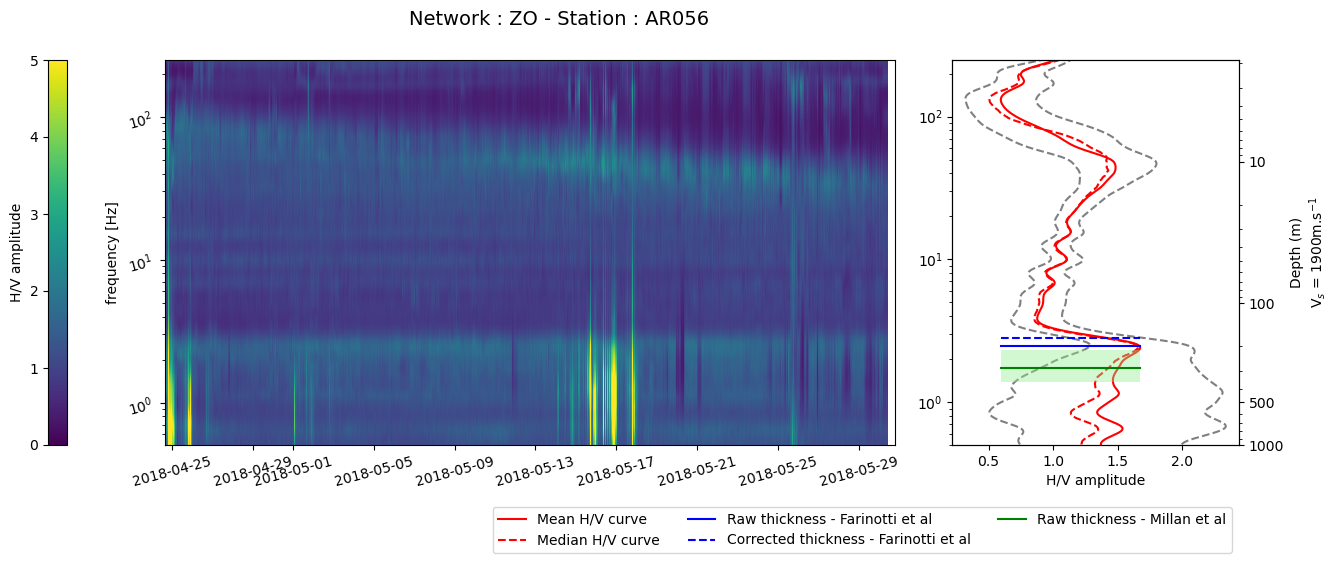 Network : ZO - Station : AR056
5
4
3
2
1
0
H/V amplitude
10²
10¹
10⁰
frequency [Hz]
2018-04-25
2018-04-29
2018-05-01
2018-05-05
2018-05-09
2018-05-13
2018-05-17
2018-05-21
2018-05-25
2018-05-29
10²
10¹
10⁰
0.5
1.0
1.5
2.0
H/V amplitude
10
100
500
1000
Depth (m)
Vₛ = 1900m.s⁻¹
Mean H/V curve
Median H/V curve
Raw thickness - Farinotti et al
Corrected thickness - Farinotti et al
Raw thickness - Millan et al